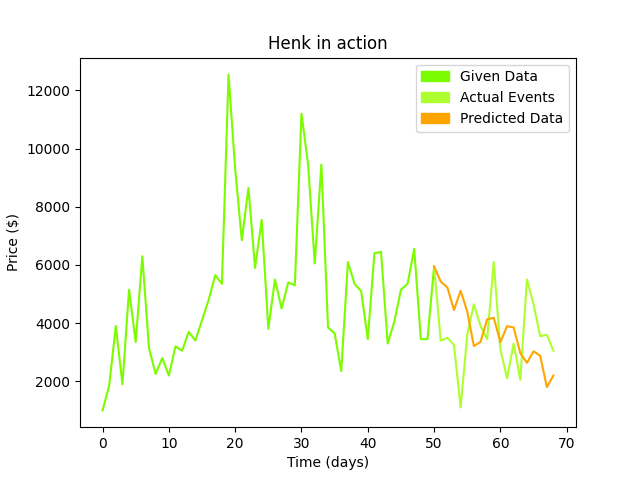 Henk in action
Given Data
Actual Events
Predicted Data
Price ($)
12000
10000
8000
6000
4000
2000
0 10 20 30 40 50 60 70
Time (days)